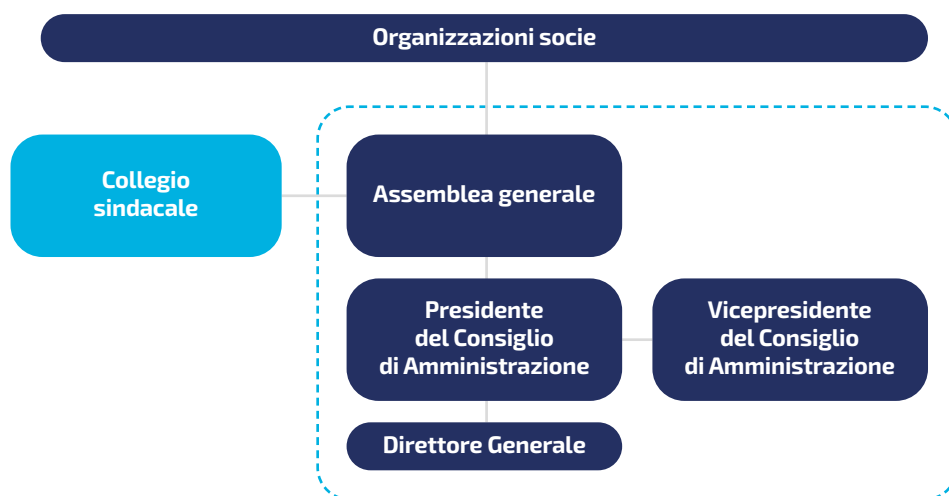 Organizzazioni socie
Collegio
sindacale
Assemblea generale
Presidente
del Consiglio
di Amministrazione
Vicepresidente
del Consiglio
di Amministrazione
Direttore Generale